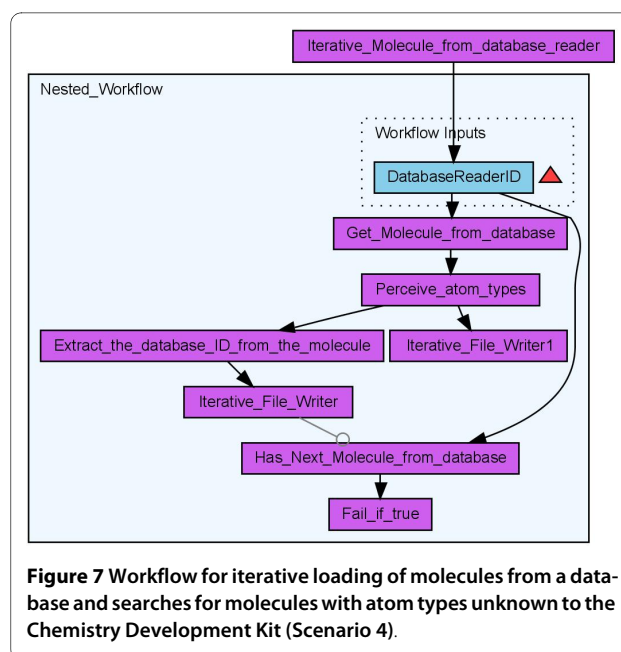 Iterative_Molecule_from_database_reader
Nested_Workflow
Workflow Inputs
DatabaseReaderID
Get_Molecule_from_database
Perceive_atom_types
Extract_the_database_ID_from_the_molecule
Iterative_File_Writer1
Iterative_File_Writer
Has_Next_Molecule_from_database
Fail_if_true
Figure 7 Workflow for iterative loading of molecules from a data-
base and searches for molecules with atom types unknown to the
Chemistry Development Kit (Scenario 4).